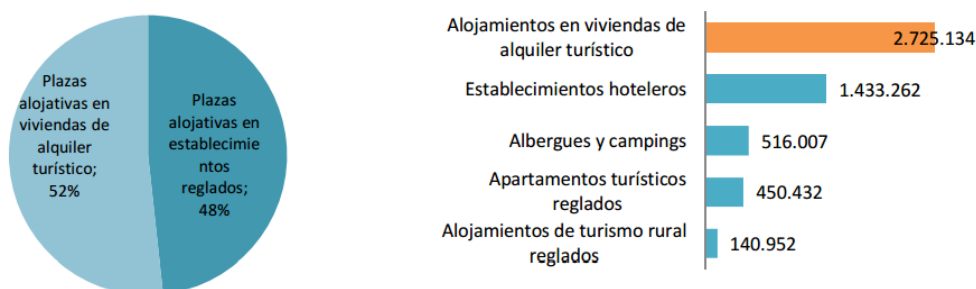 Plazas
alojativas en
viviendas de
alquiler
turístico;
52%
Plazas
alojativas en
establecimie
ntos
reglados;
48%
Alojamientos en viviendas de
alquiler turístico
2.725.134
Establecimientos hoteleros
1.433.262
Albergues y campings
516.007
Apartamentos turísticos
reglados
450.432
Alojamientos de turismo rural
reglados
140.952